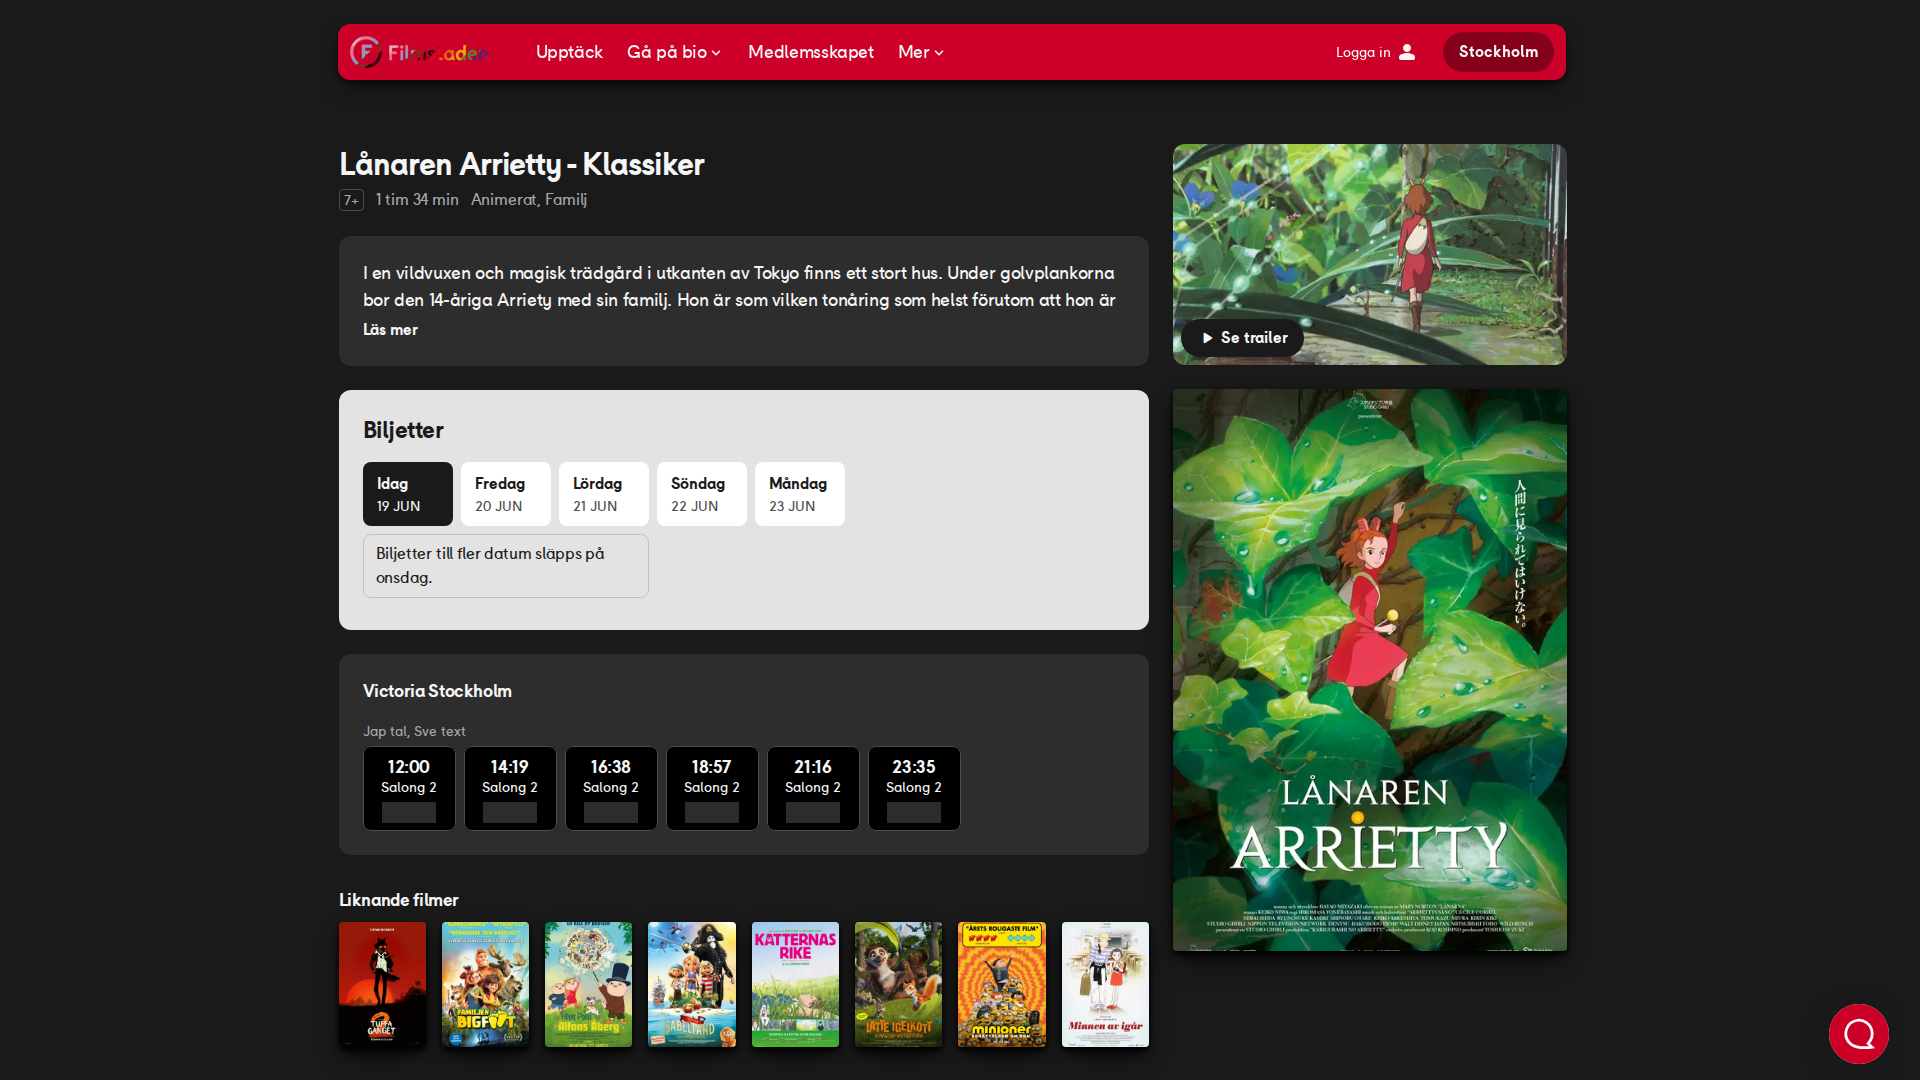 Filmstaden
Upptäck
Gå på bio
Medlemsskapet
Mer
Logga in
Stockholm
Lånaren Arrietty - Klassiker
7+ 1 tim 34 min Animerat, Familj
I en vildvuxen och magisk trädgård i utkanten av Tokyo finns ett stort hus. Under golvplankorna
bor den 14-åriga Arriety med sin familj. Hon är som vilken tonåring som helst förutom att hon är
Läs mer
Se trailer
Biljetter
Idag
19 JUN
Fredag
20 JUN
Lördag
21 JUN
Söndag
22 JUN
Måndag
23 JUN
Biljetter till fler datum släpps på
onsdag.
Victoria Stockholm
Jap tal, Sve text
12:00
Salong 2
14:19
Salong 2
16:38
Salong 2
18:57
Salong 2
21:16
Salong 2
23:35
Salong 2
人間に見られてはいけない。
LÅNAREN
ARRIETTY
Liknande filmer
TUFFA
GÄNGET
FAMILJEN
BIGFOOT
Alfons Åberg
SABELTAND
KATTERNAS
RIKE
LATTE IGELKOTT
"ÅRETS ROLIGASTE FILM"
minioner
Minnen av igår